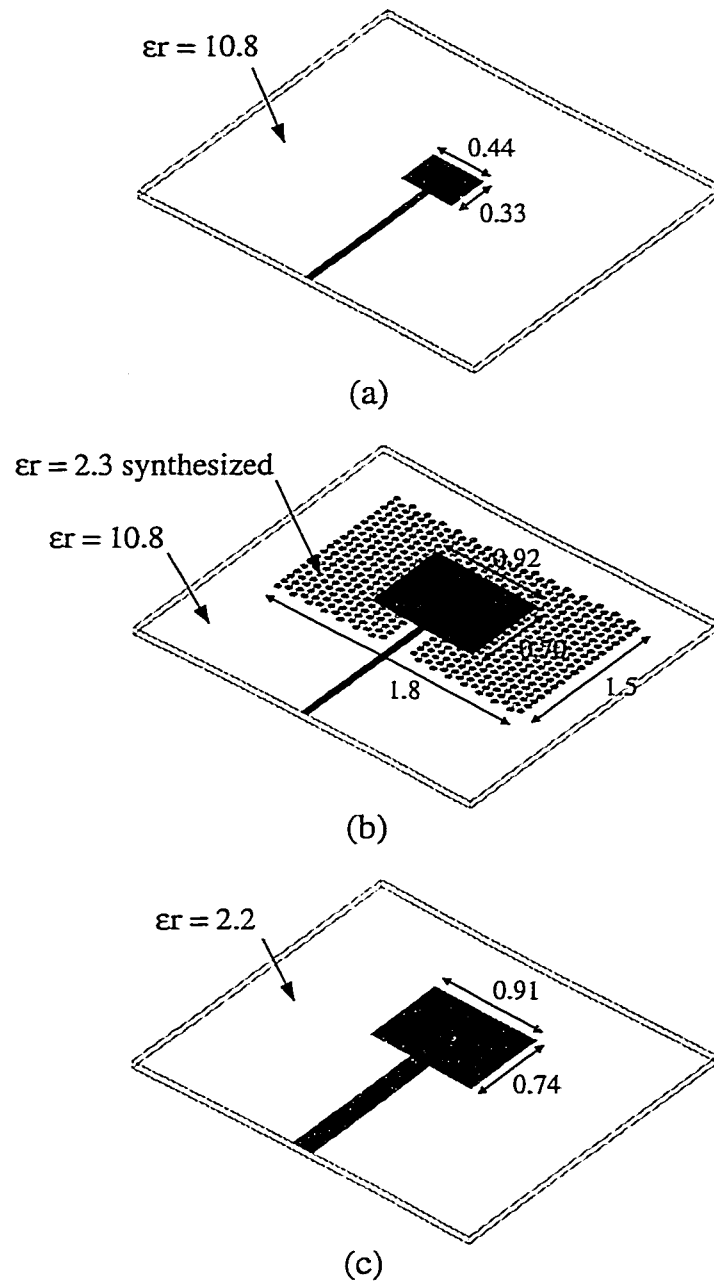 εr = 10.8
0.44
0.33
(a)
εr = 2.3 synthesized
εr = 10.8
0.92
0.70
1.8
1.5
(b)
εr = 2.2
0.91
0.74
(c)